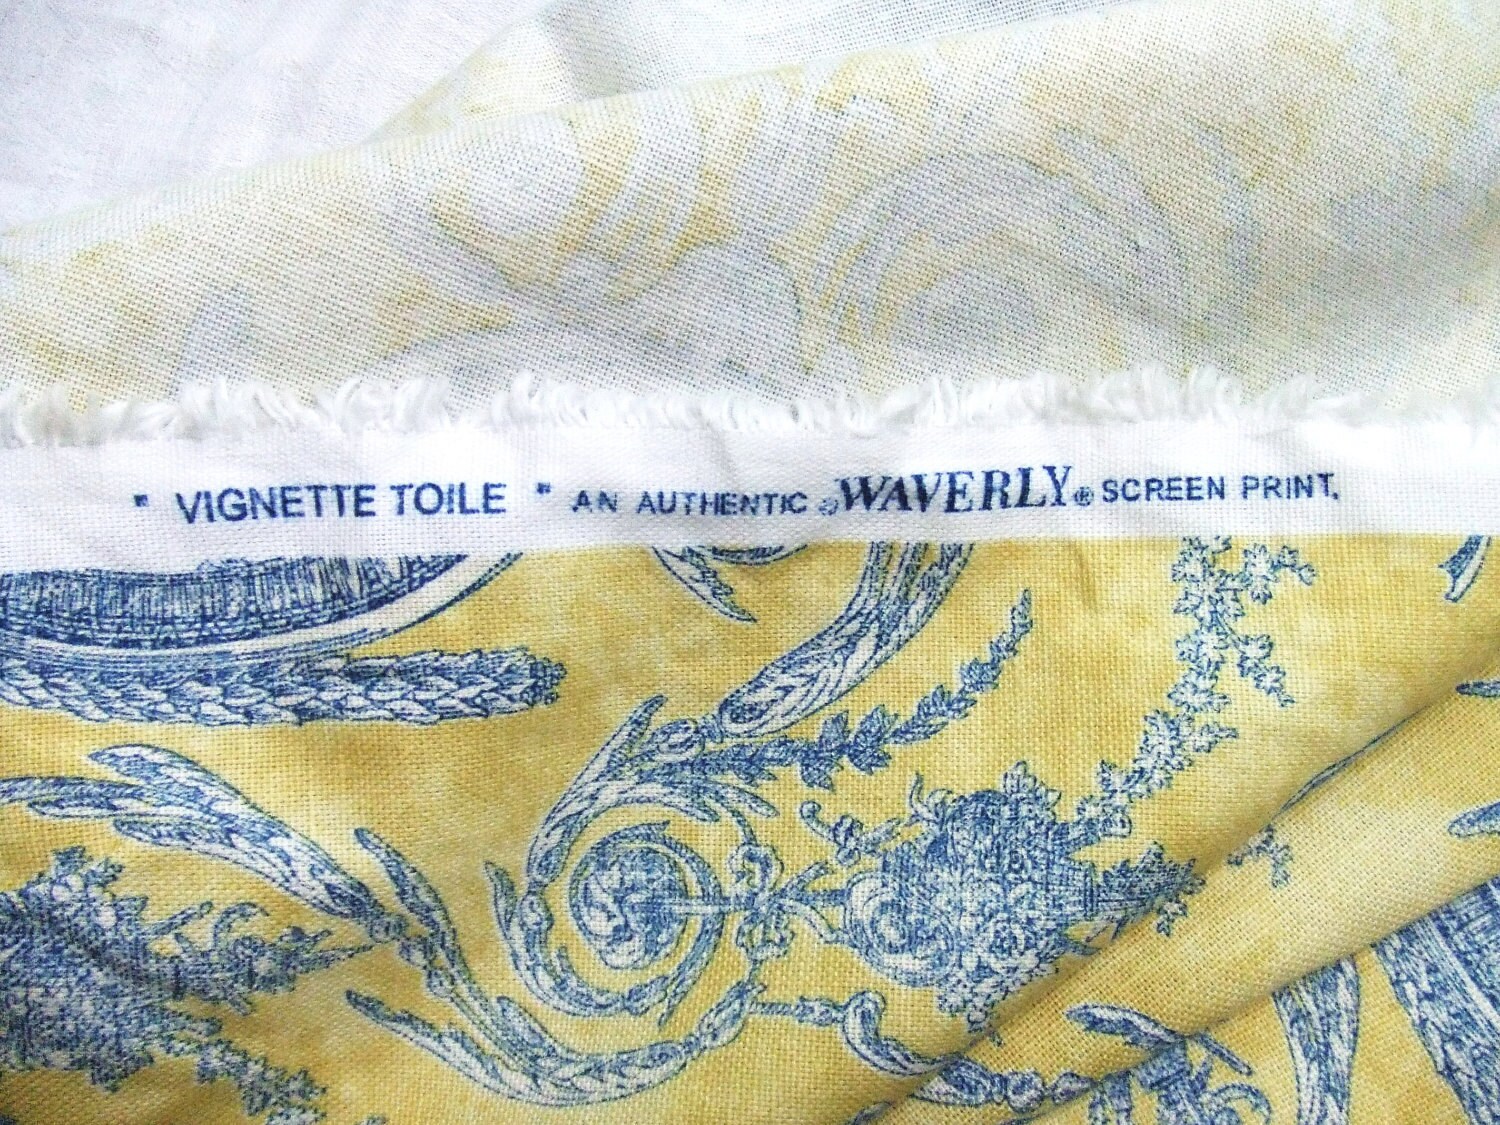 " VIGNETTE TOILE " AN AUTHENTIC ©WAVERLY® SCREEN PRINT.